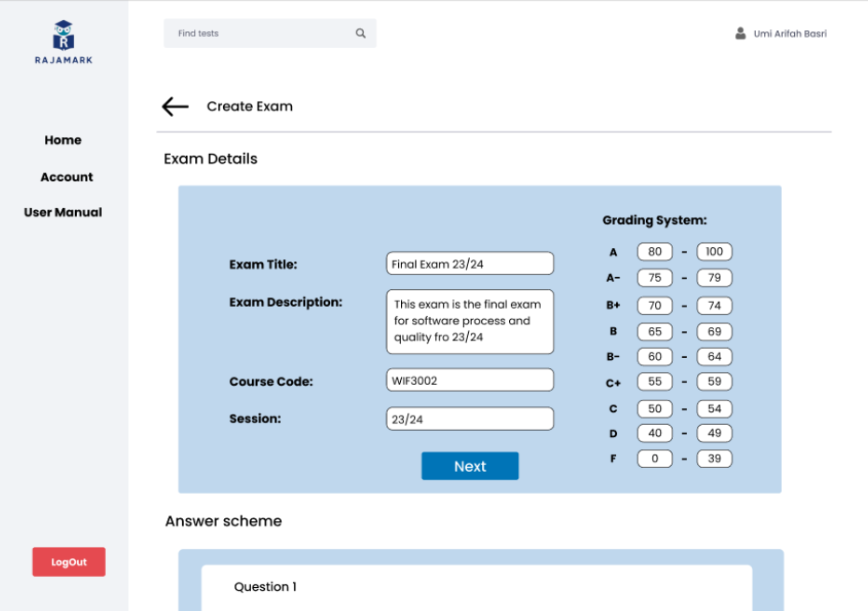 R
RAJAMARK
Find tests
Umi Arifah Basri
Home
Account
User Manual
LogOut
Create Exam
Exam Details
Exam Title:
Final Exam 23/24
Exam Description:
This exam is the final exam
for software process and
quality fro 23/24
Course Code:
WIF3002
Session:
23/24
Next
Grading System:
A 80 - 100
A- 75 - 79
B+ 70 - 74
B 65 - 69
B- 60 - 64
C+ 55 - 59
C 50 - 54
D 40 - 49
F 0 - 39
Answer scheme
Question 1